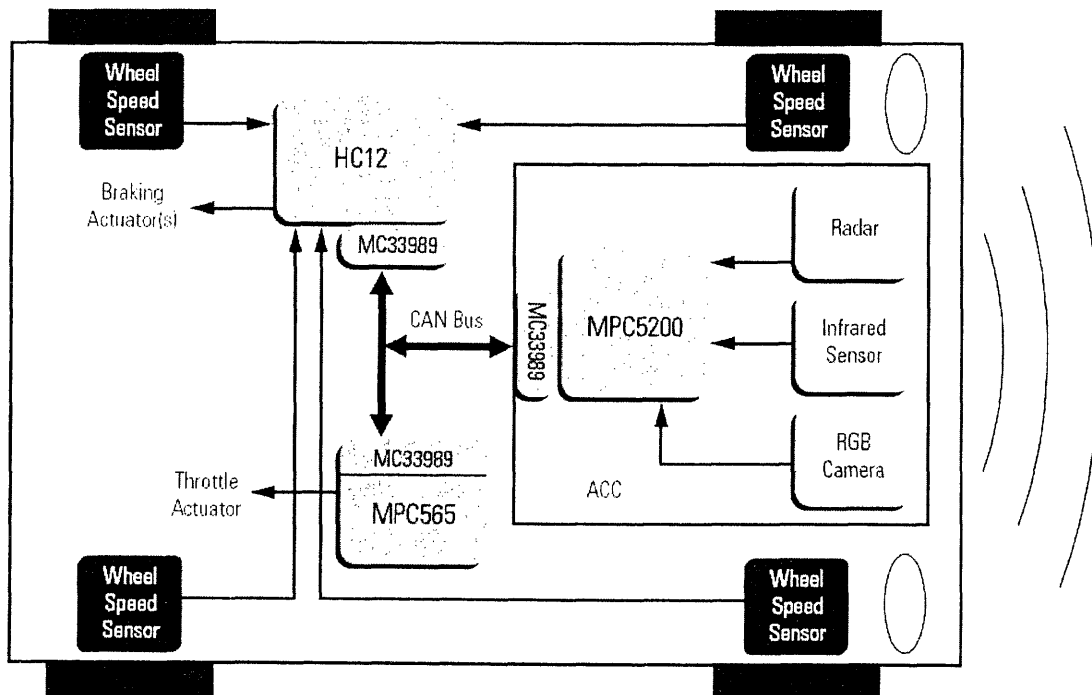 Wheel
Speed
Sensor
Wheel
Speed
Sensor
HC12
Braking
Actuator(s)
MC33989
Radar
CAN Bus
MC33989
MPC5200
Infrared
Sensor
MC33989
RGB
Camera
Throttle
Actuator
MPC565
ACC
Wheel
Speed
Sensor
Wheel
Speed
Sensor